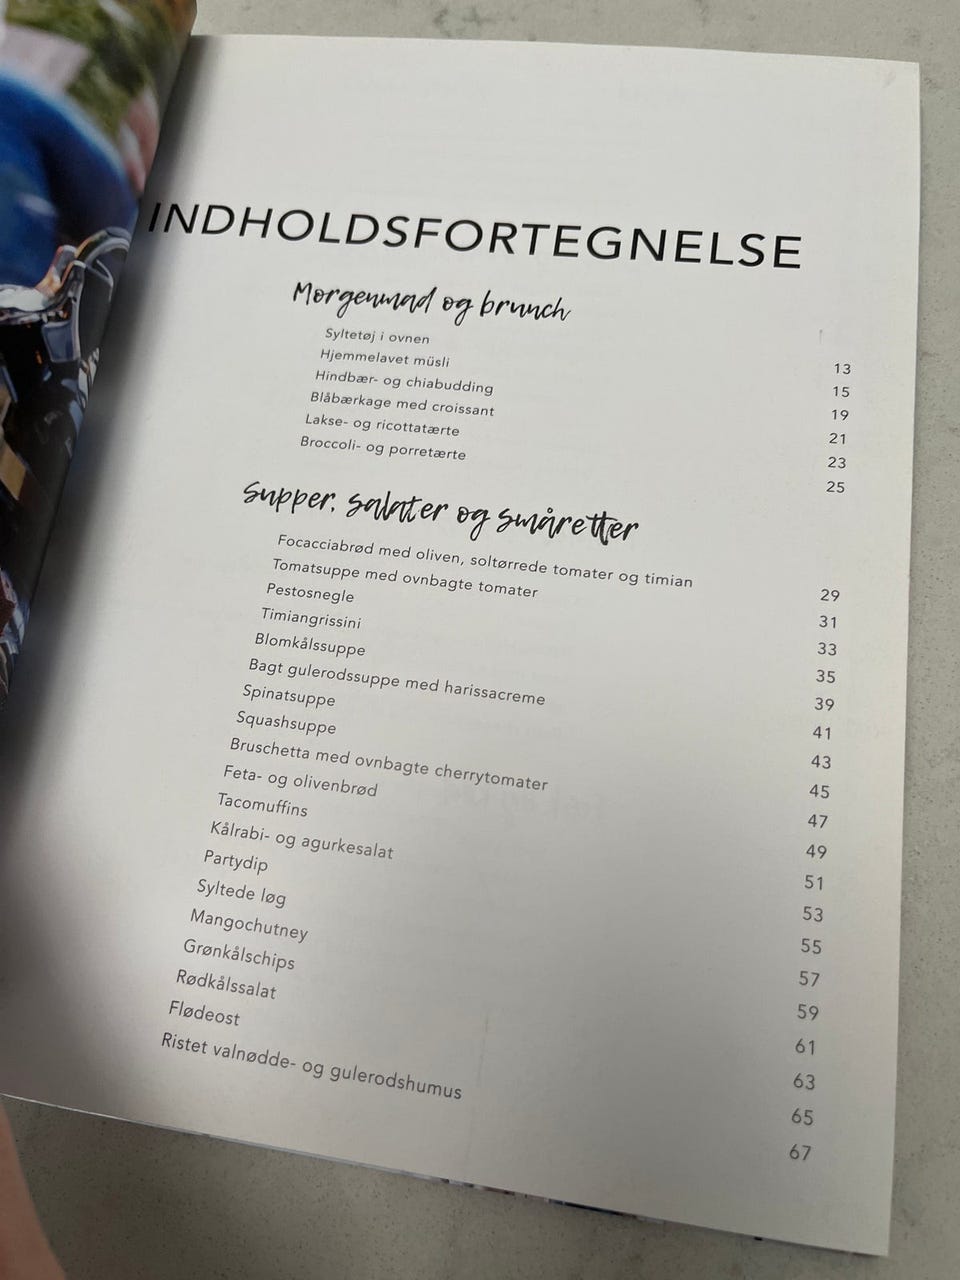 INDHOLDSFORTEGNELSE
Morgenmad og brunch
Syltetøj i ovnen 13
Hjemmelavet müsli 15
Hindbær- og chiabudding 19
Blåbærkage med croissant 21
Lakse- og ricottatærte 23
Broccoli- og porretærte 25
Supper, salater og småretter
Focacciabrød med oliven, soltørrede tomater og timian 29
Tomatsuppe med ovnbagte tomater 31
Pestosnegle 33
Timiangrissini 35
Blomkålssuppe 39
Bagt gulerodssuppe med harissacreme 41
Spinatsuppe 43
Squashsuppe 45
Bruschetta med ovnbagte cherrytomater 47
Feta- og olivenbrød 49
Tacomuffins 51
Kålrabi- og agurkesalat 53
Partydip 55
Syltede løg 57
Mangochutney 59
Grønkålschips 61
Rødkålssalat 63
Flødeost 65
Ristet valnødde- og gulerodshumus 67